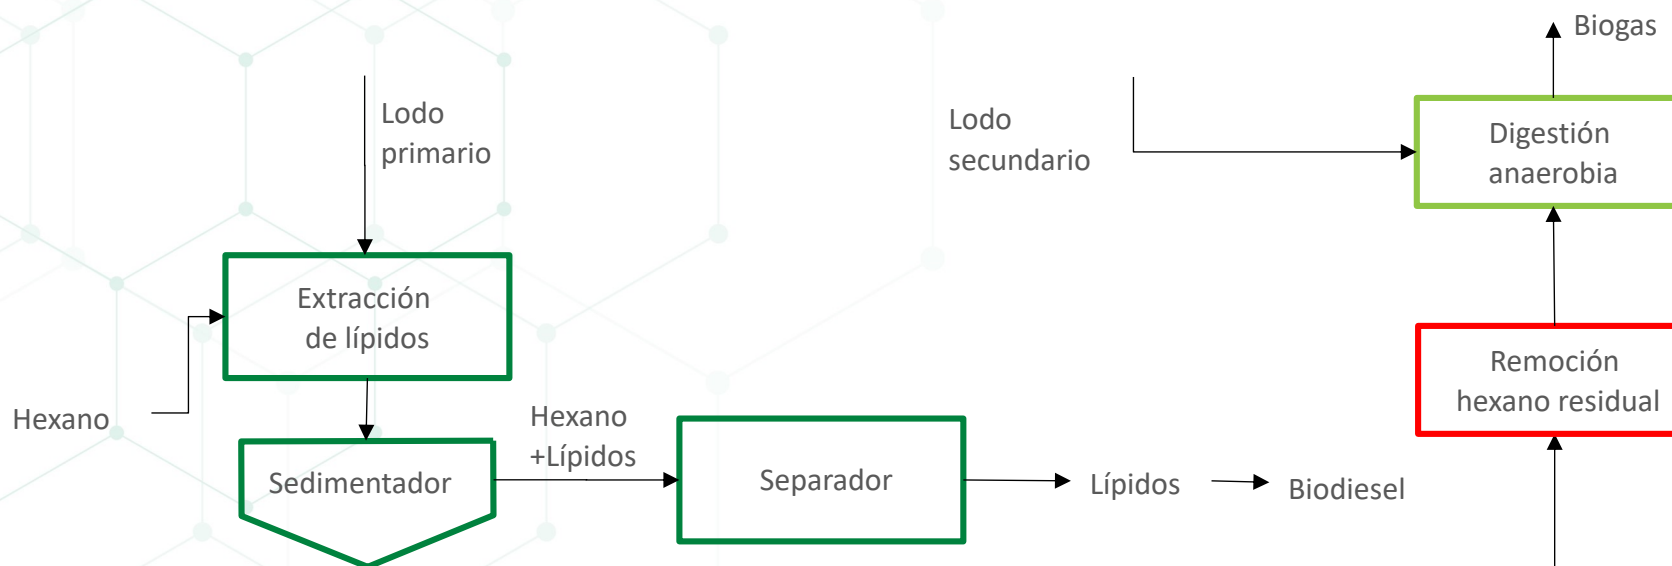 Biogas
Lodo
primario
Lodo
secundario
Digestión
anaerobia
Extracción
de lípidos
Remoción
hexano residual
Hexano
Hexano
+Lípidos
Sedimentador
Separador
Lípidos
Biodiesel